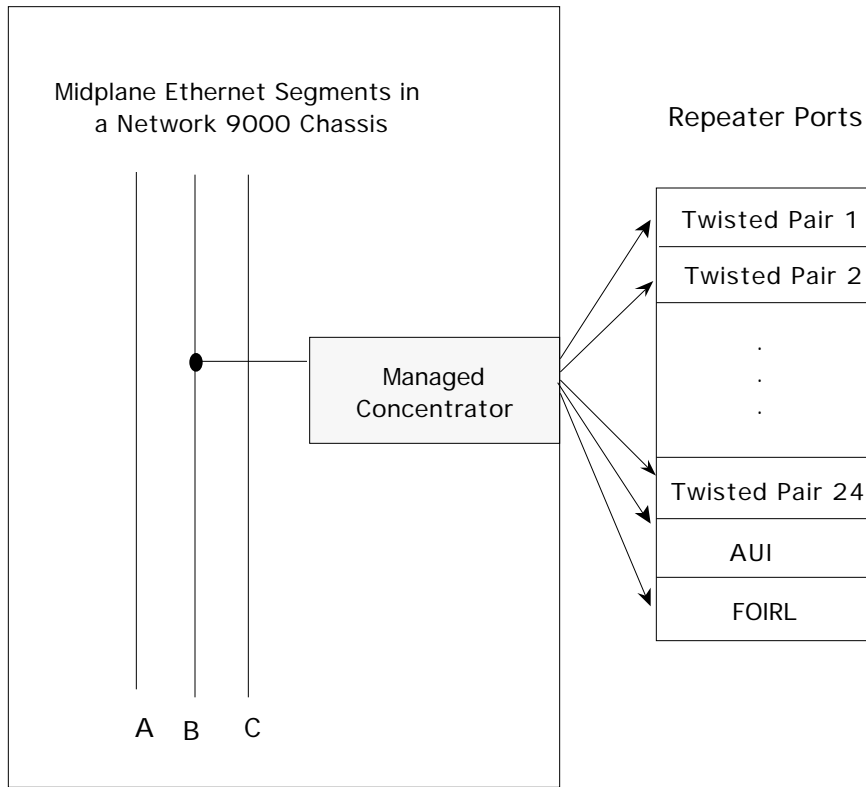 Midplane Ethernet Segments in
a Network 9000 Chassis
Repeater Ports
Twisted Pair 1
Twisted Pair 2
.
.
.
Managed
Concentrator
Twisted Pair 24
AUI
FOIRL
A B C